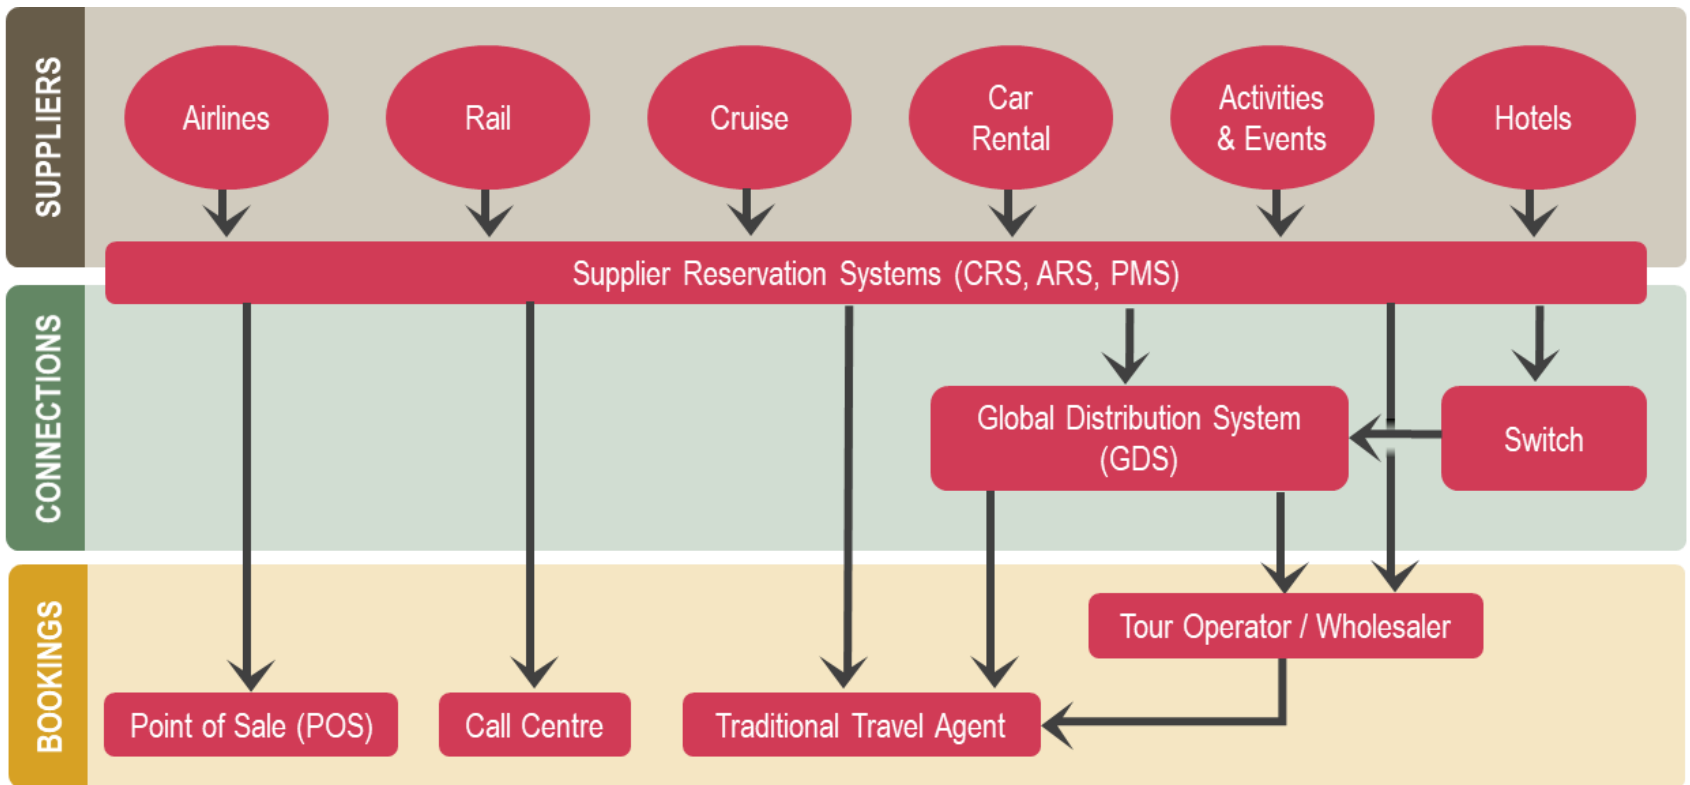 SUPPLIERS
Airlines
Rail
Cruise
Car
Rental
Activities
& Events
Hotels
Supplier Reservation Systems (CRS, ARS, PMS)
CONNECTIONS
Global Distribution System
(GDS)
Switch
BOOKINGS
Tour Operator / Wholesaler
Point of Sale (POS)
Call Centre
Traditional Travel Agent